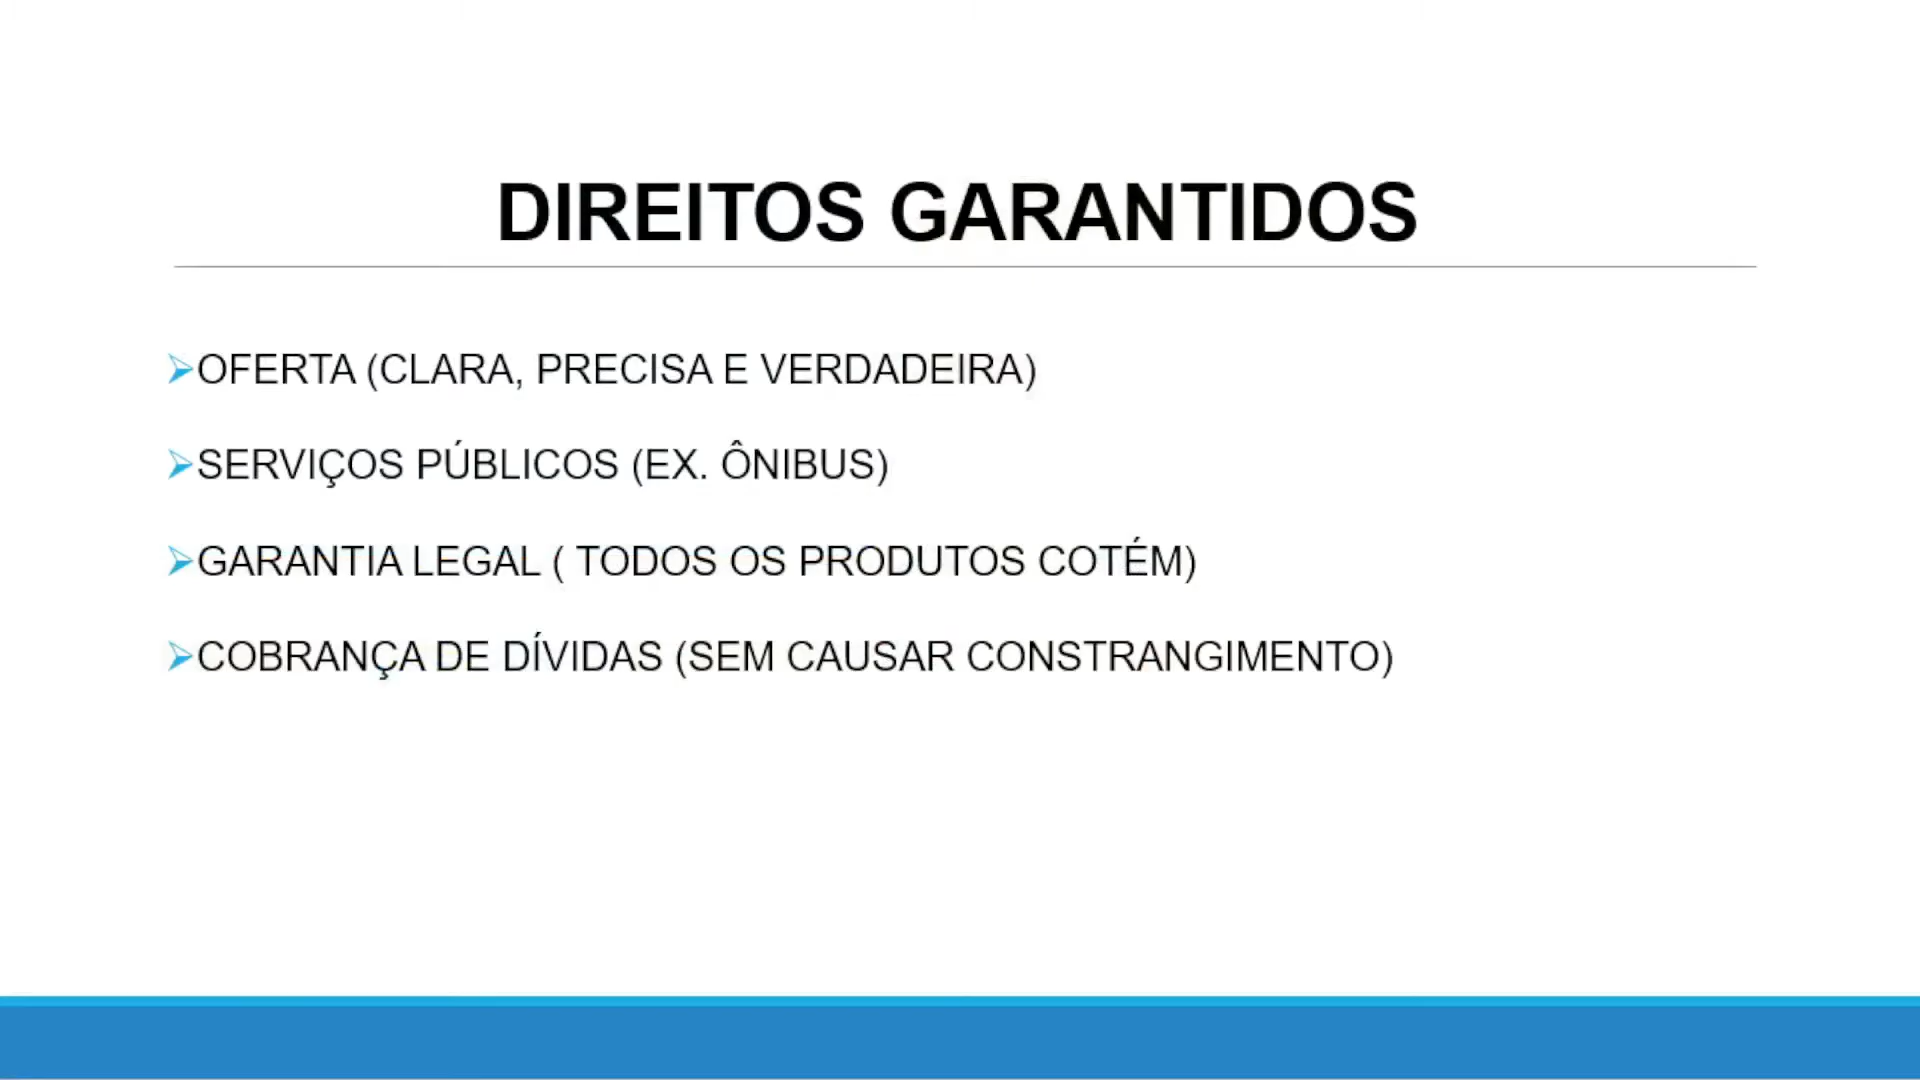 DIREITOS GARANTIDOS
OFERTA (CLARA, PRECISA E VERDADEIRA)
SERVIÇOS PÚBLICOS (EX. ÔNIBUS)
GARANTIA LEGAL ( TODOS OS PRODUTOS COTÉM)
COBRANÇA DE DÍVIDAS (SEM CAUSAR CONSTRANGIMENTO)